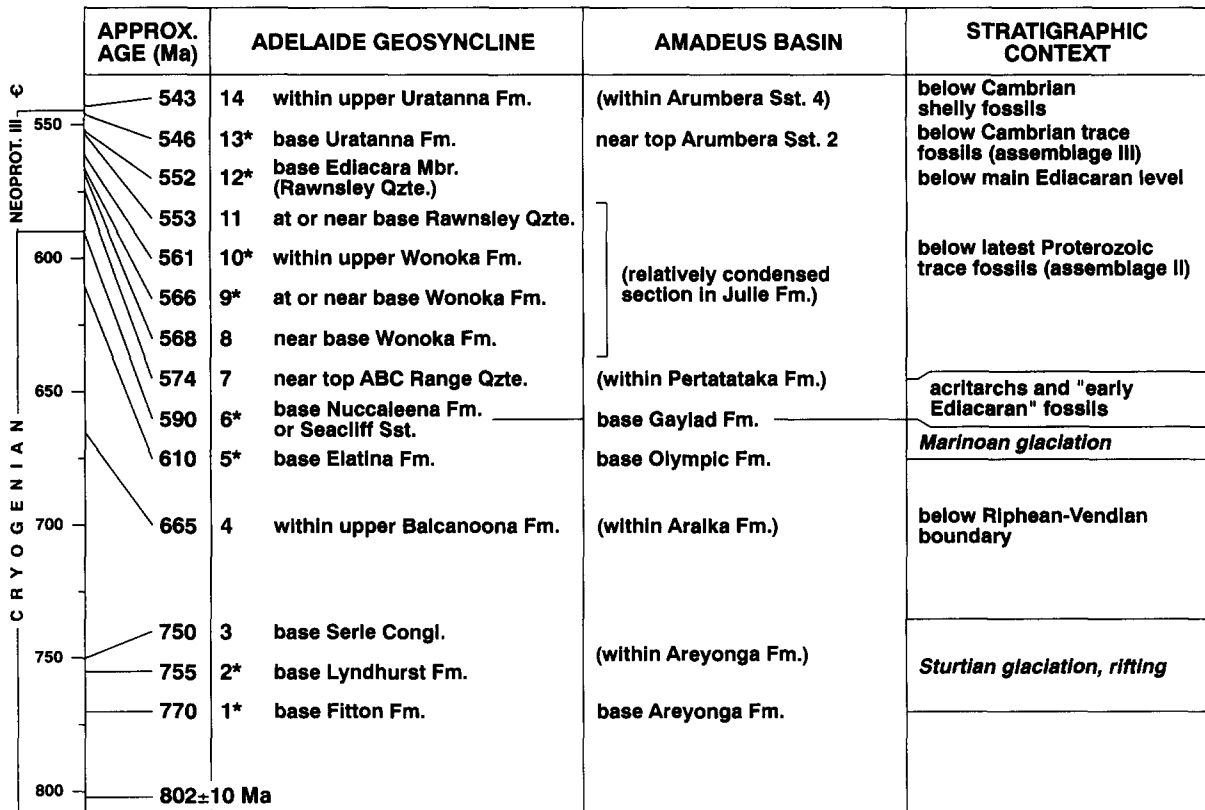 APPROX. AGE (Ma) ADELAIDE GEOSYNCLINE AMADEUS BASIN STRATIGRAPHIC CONTEXT
Є
NEOPROT. III
CRYOGENIAN
550
600
650
700
750
800
543 14 within upper Uratanna Fm. (within Arumbera Sst. 4) below Cambrian
shelly fossils
546 13* base Uratanna Fm. near top Arumbera Sst. 2 below Cambrian trace
fossils (assemblage III)
552 12* base Ediacara Mbr. below main Ediacaran level
(Rawnsley Qzte.)
553 11 at or near base Rawnsley Qzte.
561 10* within upper Wonoka Fm. below latest Proterozoic
trace fossils (assemblage II)
(relatively condensed
section in Julie Fm.)
566 9* at or near base Wonoka Fm.
568 8 near base Wonoka Fm.
574 7 near top ABC Range Qzte. (within Pertatataka Fm.) acritarchs and "early
Ediacaran" fossils
590 6* base Nuccaleena Fm. base Gaylad Fm.
or Seacliff Sst.
Marinoan glaciation
610 5* base Elatina Fm. base Olympic Fm.
665 4 within upper Balcanoona Fm. (within Aralka Fm.) below Riphean-Vendian
boundary
750 3 base Serle Congl.
(within Areyonga Fm.)
755 2* base Lyndhurst Fm. Sturtian glaciation, rifting
770 1* base Fitton Fm. base Areyonga Fm.
802±10 Ma